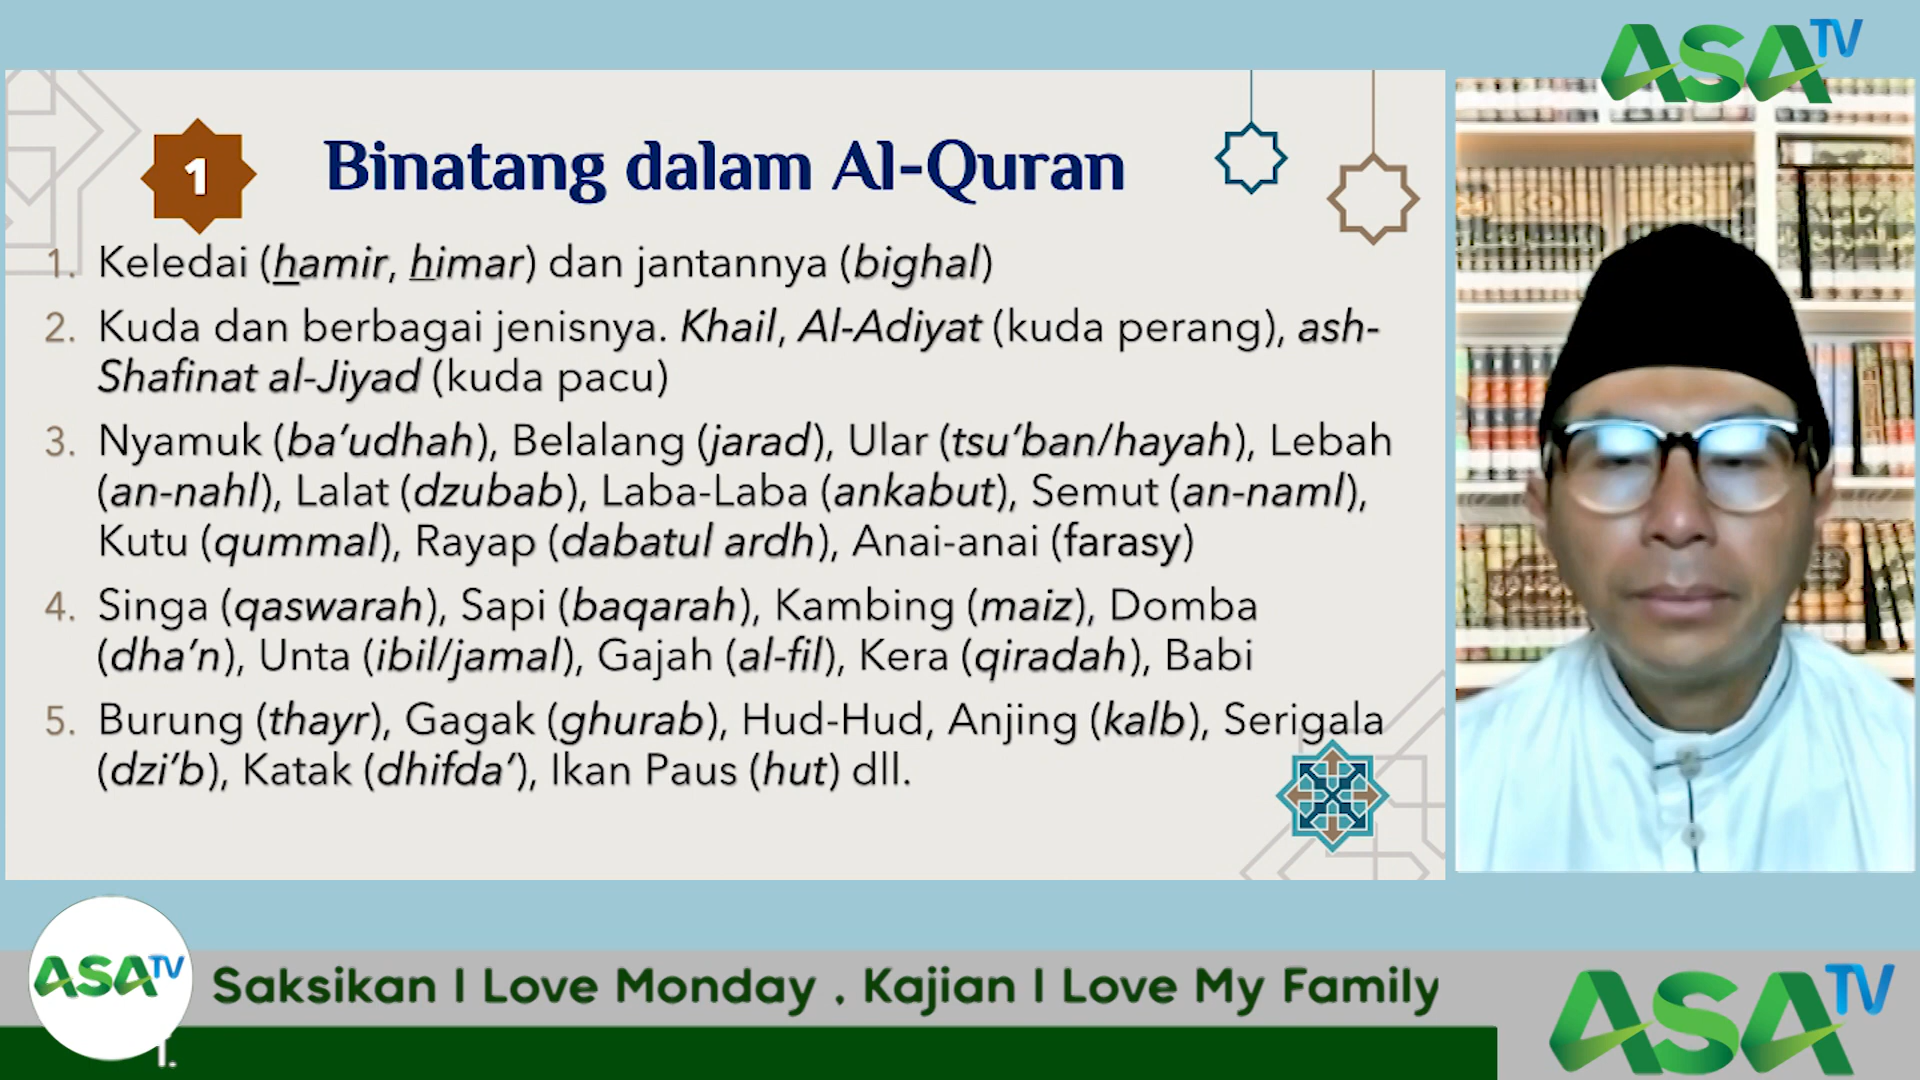 ASA TV
1
Binatang dalam Al-Quran
1. Keledai (hamir, himar) dan jantannya (bighal)
2. Kuda dan berbagai jenisnya. Khail, Al-Adiyat (kuda perang), ash-
Shafinat al-Jiyad (kuda pacu)
3. Nyamuk (ba’udhah), Belalang (jarad), Ular (tsu’ban/hayah), Lebah
(an-nahl), Lalat (dzubab), Laba-Laba (ankabut), Semut (an-naml),
Kutu (qummal), Rayap (dabatul ardh), Anai-anai (farasy)
4. Singa (qaswarah), Sapi (baqarah), Kambing (maiz), Domba
(dha’n), Unta (ibil/jamal), Gajah (al-fil), Kera (qiradah), Babi
5. Burung (thayr), Gagak (ghurab), Hud-Hud, Anjing (kalb), Serigala
(dzi’b), Katak (dhifda’), Ikan Paus (hut) dll.
ASA TV
Saksikan I Love Monday , Kajian I Love My Family
ASA TV